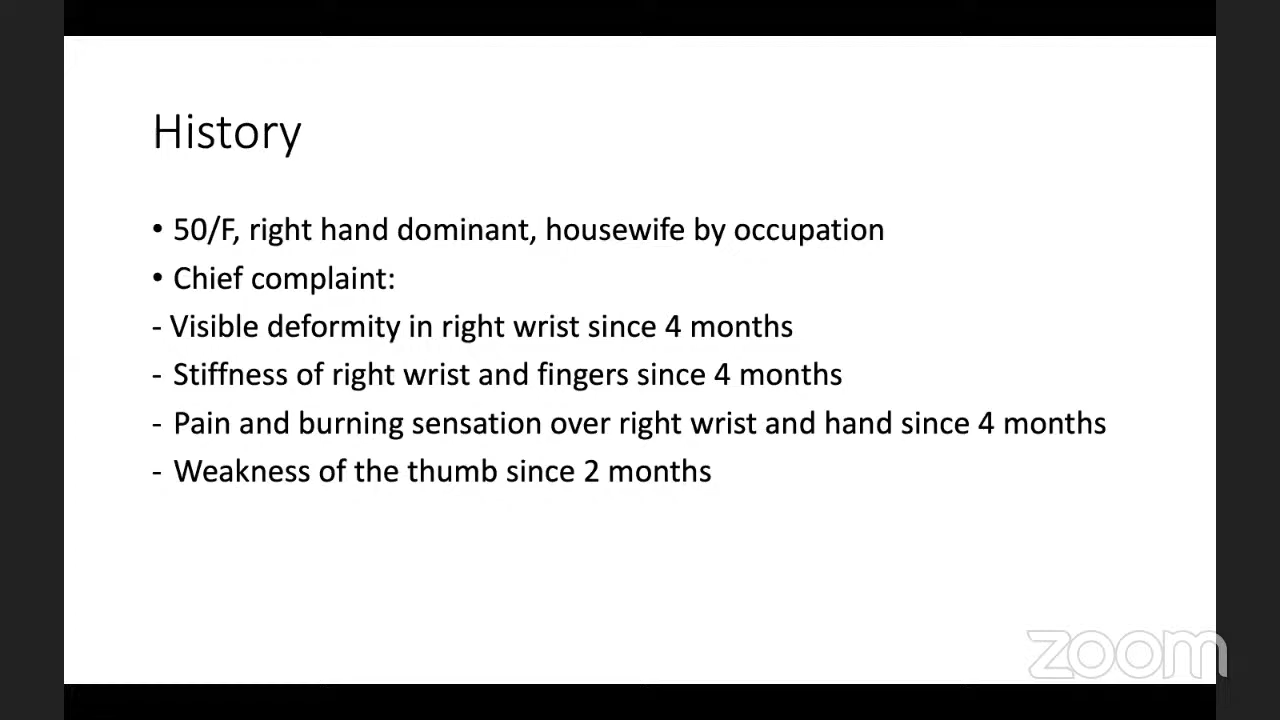 History
• 50/F, right hand dominant, housewife by occupation
• Chief complaint:
- Visible deformity in right wrist since 4 months
- Stiffness of right wrist and fingers since 4 months
- Pain and burning sensation over right wrist and hand since 4 months
- Weakness of the thumb since 2 months
zoom